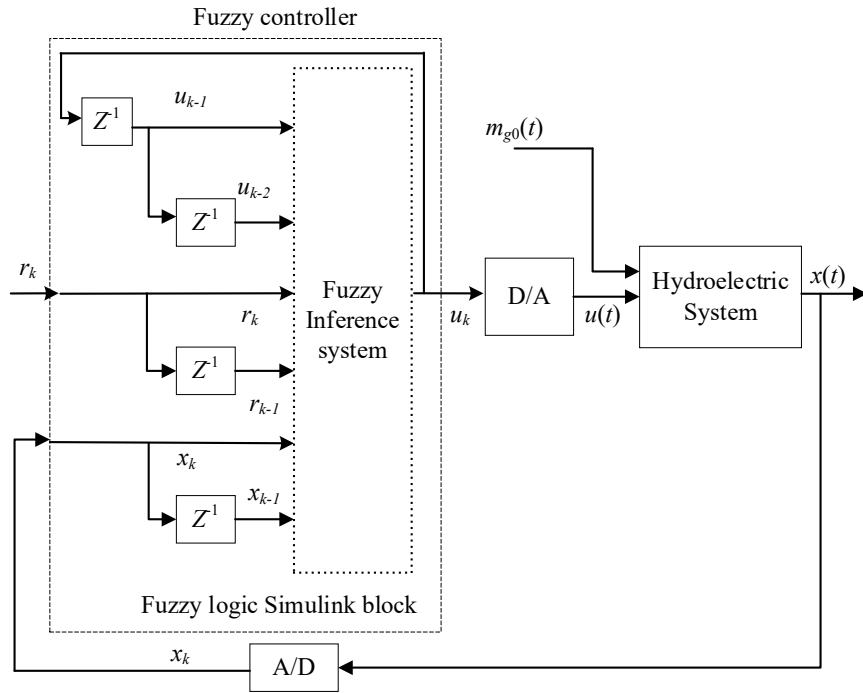 Fuzzy controller
Z⁻¹
uₖ₋₁
m_g0(t)
uₖ₋₂
Z⁻¹
rₖ
rₖ
Fuzzy
Inference
system
uₖ
D/A
u(t)
Hydroelectric
System
x(t)
Z⁻¹
rₖ₋₁
xₖ
xₖ₋₁
Z⁻¹
Fuzzy logic Simulink block
xₖ
A/D